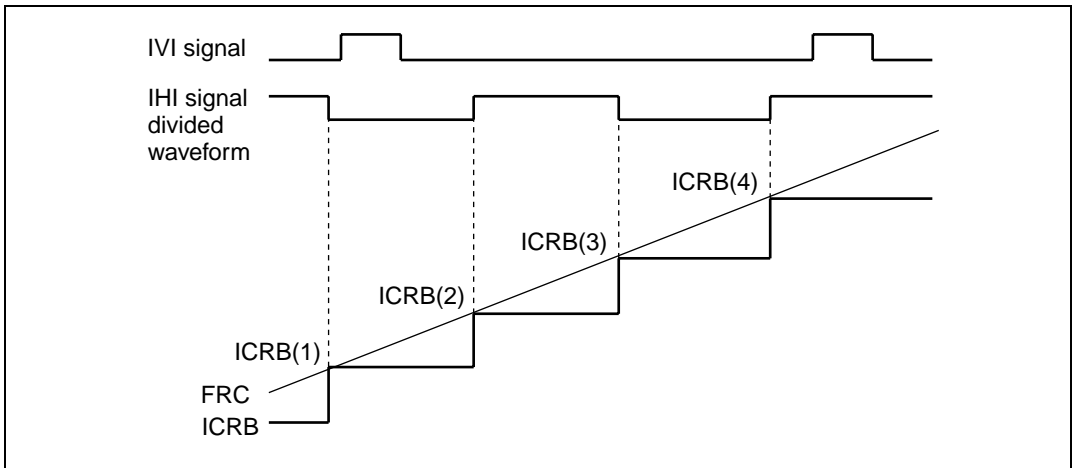 IVI signal
IHI signal
divided
waveform
ICRB(4)
ICRB(3)
ICRB(2)
ICRB(1)
FRC
ICRB